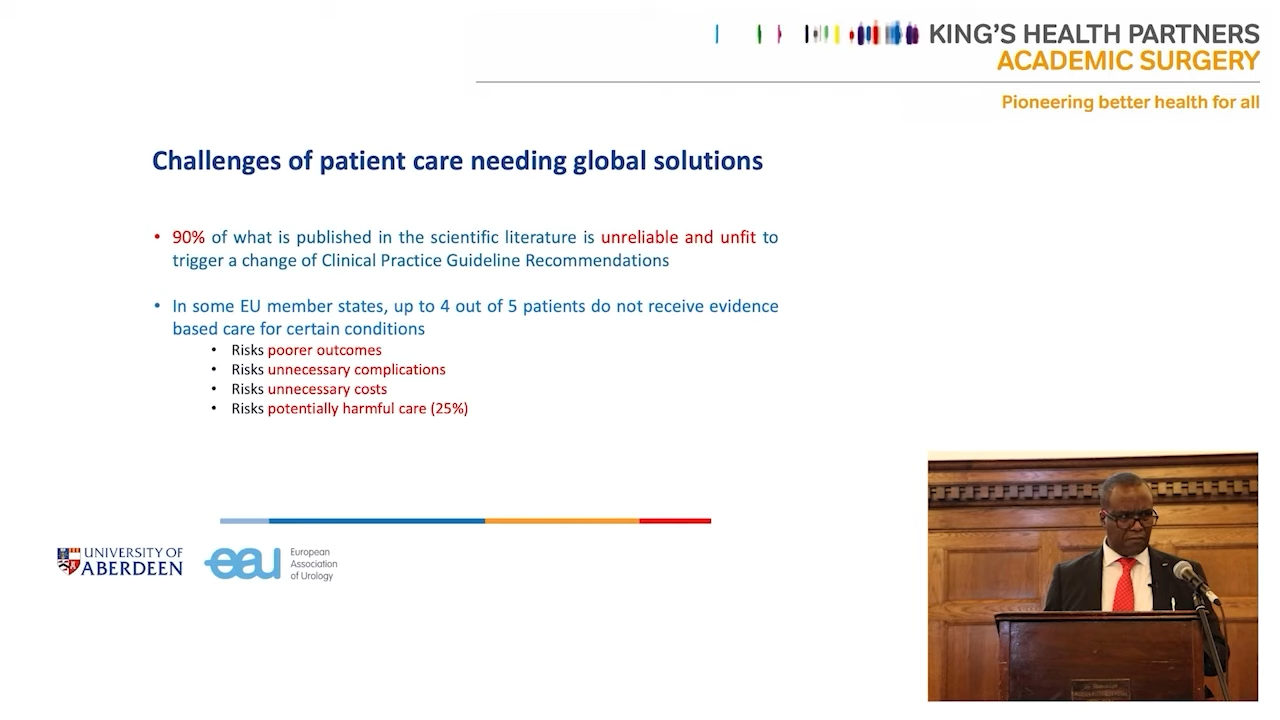 KING'S HEALTH PARTNERS
ACADEMIC SURGERY
Pioneering better health for all
Challenges of patient care needing global solutions
• 90% of what is published in the scientific literature is unreliable and unfit to
trigger a change of Clinical Practice Guideline Recommendations
• In some EU member states, up to 4 out of 5 patients do not receive evidence
based care for certain conditions
• Risks poorer outcomes
• Risks unnecessary complications
• Risks unnecessary costs
• Risks potentially harmful care (25%)
UNIVERSITY OF
ABERDEEN
eau
European
Association
of Urology